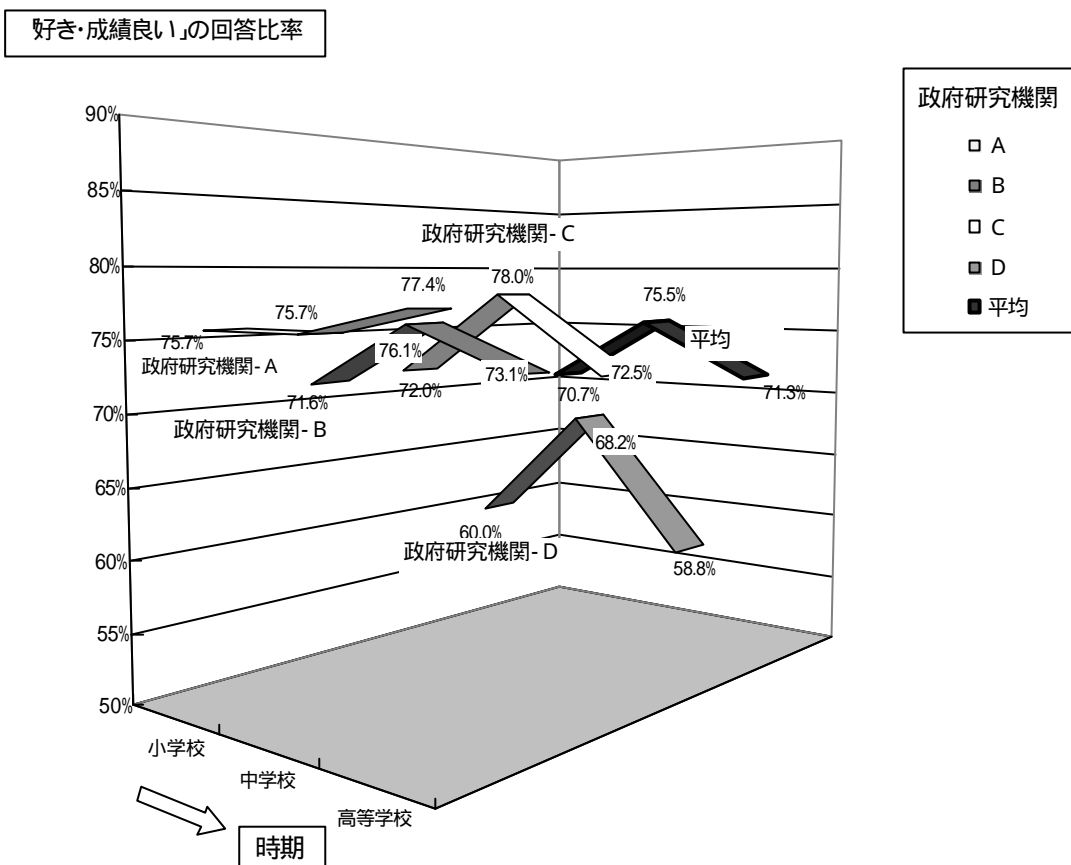 好き・成績良い」の回答比率
政府研究機関
A
B
C
D
平均
90%
85%
80%
75%
70%
65%
60%
55%
50%
政府研究機関- C
77.4%
78.0%
75.7%
75.5%
75.7%
平均
76.1%
政府研究機関- A
73.1%
72.5%
71.6%
72.0%
70.7%
71.3%
政府研究機関- B
68.2%
60.0%
政府研究機関- D
58.8%
小学校
中学校
高等学校
時期